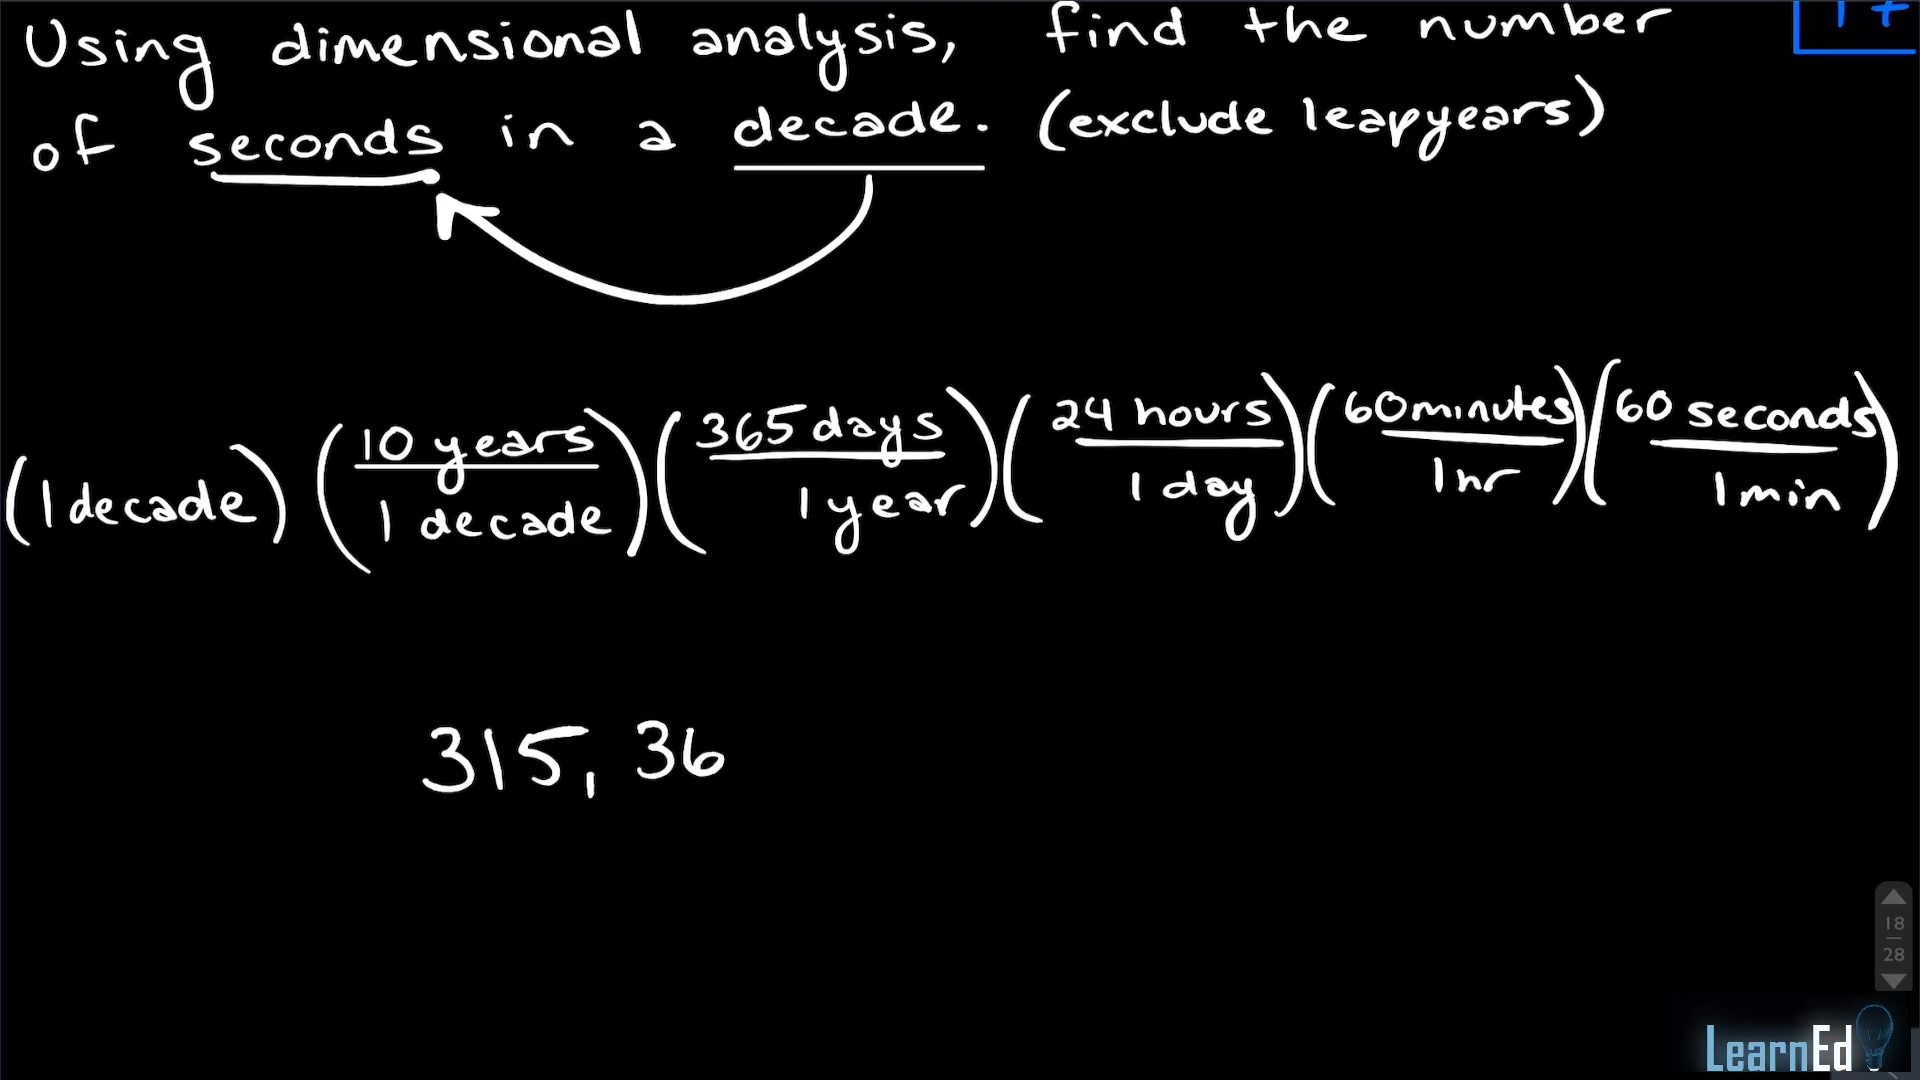 Using dimensional analysis, find the number
of seconds in a decade. (exclude leapyears)
(1 decade) (10 years / 1 decade) (365 days / 1 year) (24 hours / 1 day) (60 minutes / 1 hr) (60 seconds / 1 min)
315, 36
18
28
LearnEd